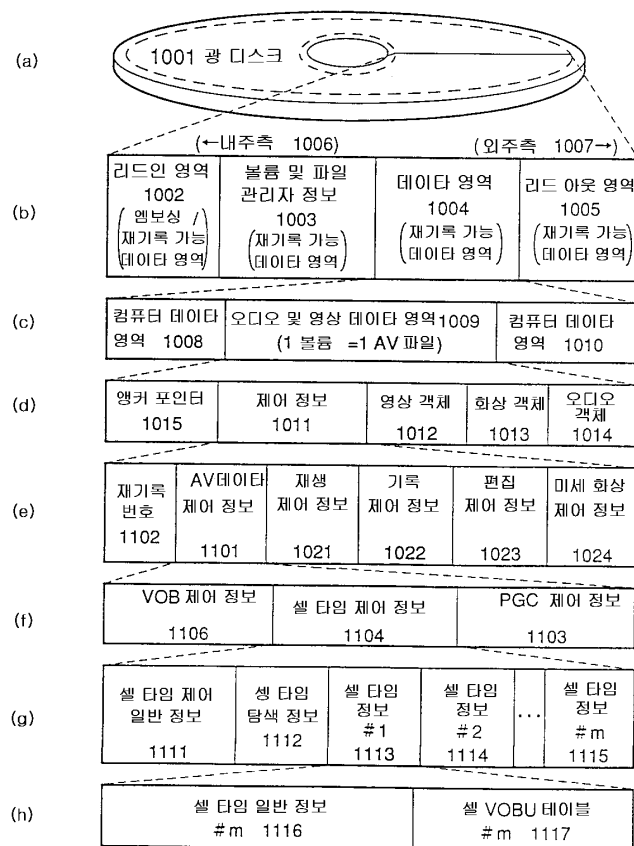 (a)
1001 광 디스크
(←내주측 1006)
(외주측 1007→)
(b)
리드인 영역
1002
(엠보싱 /
재기록 가능
데이타 영역)
볼륨 및 파일
관리자 정보
1003
(재기록 가능
데이타 영역)
데이타 영역
1004
(재기록 가능
데이타 영역)
리드 아웃 영역
1005
(재기록 가능
데이타 영역)
(c)
컴퓨터 데이타
영역 1008
오디오 및 영상 데이타 영역1009
(1 볼륨 =1 AV 파일)
컴퓨터 데이타
영역 1010
(d)
앵커 포인터
1015
제어 정보
1011
영상 객체
1012
화상 객체
1013
오디오
객체
1014
(e)
재기록
번호
1102
AV데이타
제어 정보
1101
재생
제어 정보
1021
기록
제어 정보
1022
편집
제어 정보
1023
미세 화상
제어 정보
1024
(f)
VOB 제어 정보
1106
셀 타임 제어 정보
1104
PGC 제어 정보
1103
(g)
셀 타임 제어
일반 정보
1111
셍 타임
탐색 정보
1112
셀 타임
정보
#1
1113
셀 타임
정보
#2
1114
···
셀 타임
정보
#m
1115
(h)
셀 타임 일반 정보
#m 1116
셀 VOBU 테이블
#m 1117